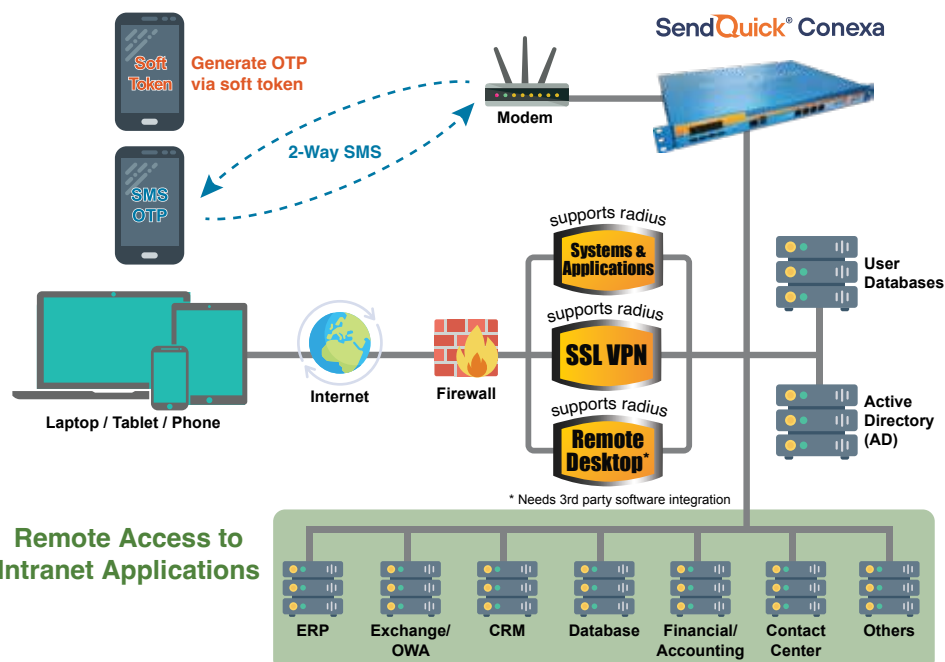 SendQuick® Conexa
Soft
Token
Generate OTP
via soft token
Modem
2-Way SMS
SMS
OTP
supports radius
Systems &
Applications
User
Databases
supports radius
SSL VPN
Internet
Firewall
Laptop / Tablet / Phone
supports radius
Remote
Desktop*
Active
Directory
(AD)
* Needs 3rd party software integration
Remote Access to
Intranet Applications
ERP
Exchange/
OWA
CRM
Database
Financial/
Accounting
Contact
Center
Others